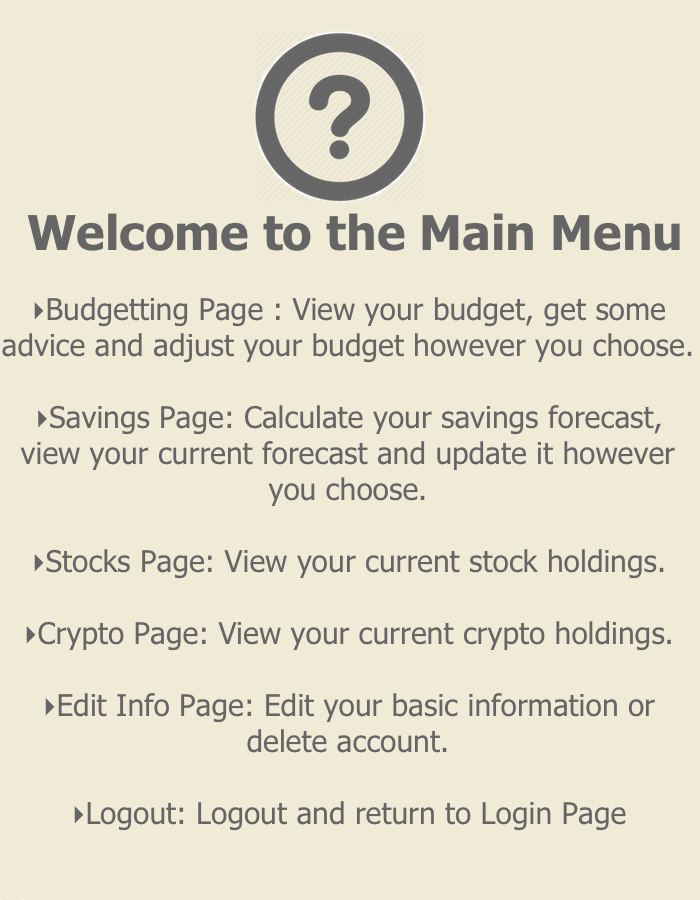 ?
Welcome to the Main Menu
▸Budgetting Page : View your budget, get some
advice and adjust your budget however you choose.
▸Savings Page: Calculate your savings forecast,
view your current forecast and update it however
you choose.
▸Stocks Page: View your current stock holdings.
▸Crypto Page: View your current crypto holdings.
▸Edit Info Page: Edit your basic information or
delete account.
▸Logout: Logout and return to Login Page